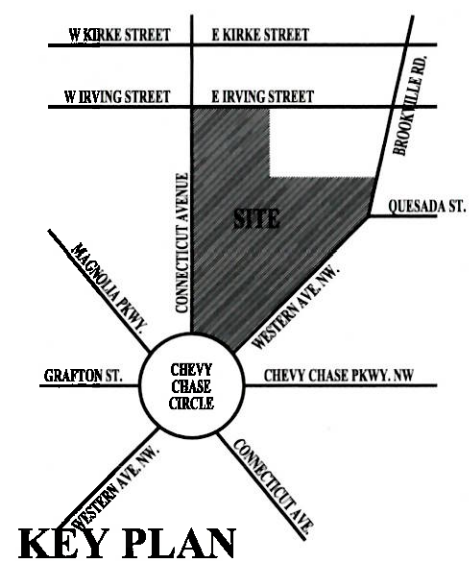 W KIRKE STREET
E KIRKE STREET
W IRVING STREET
E IRVING STREET
BROOKVILLE RD.
CONNECTICUT AVENUE
SITE
QUESADA ST.
MAGNOLIA PKWY.
WESTERN AVE. NW.
GRAFTON ST.
CHEVY
CHASE
CIRCLE
CHEVY CHASE PKWY. NW
WESTERN AVE. NW.
CONNECTICUT AVE.
KEY PLAN